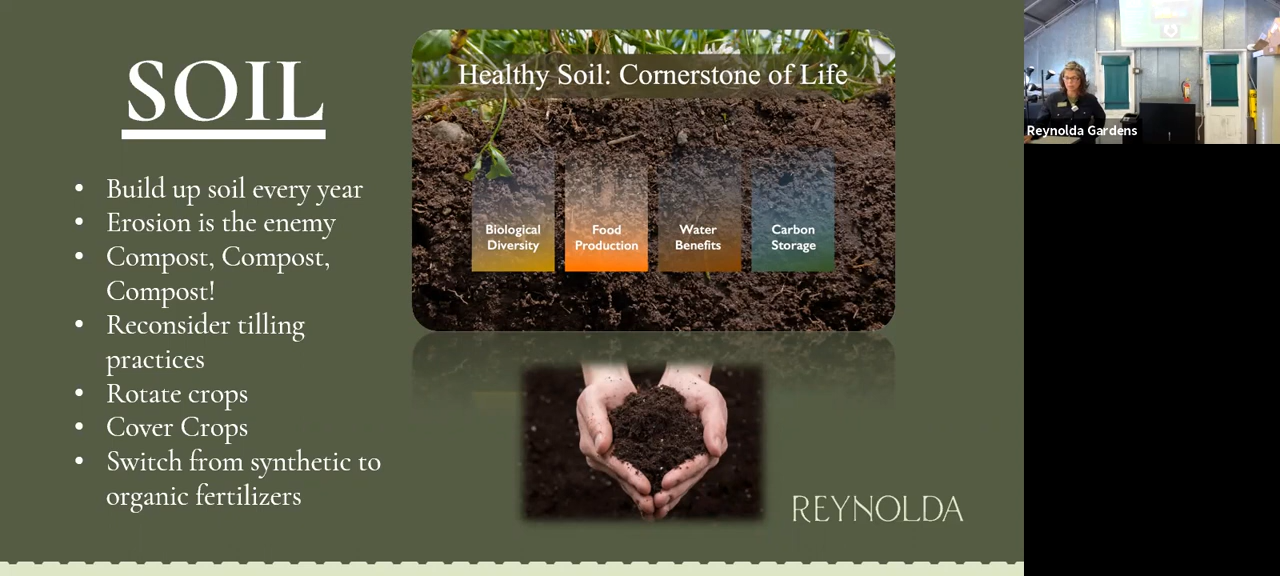 SOIL
• Build up soil every year
• Erosion is the enemy
• Compost, Compost,
Compost!
• Reconsider tilling
practices
• Rotate crops
• Cover Crops
• Switch from synthetic to
organic fertilizers
Healthy Soil: Cornerstone of Life
Biological
Diversity
Food
Production
Water
Benefits
Carbon
Storage
REYNOLDA
Reynolda Gardens